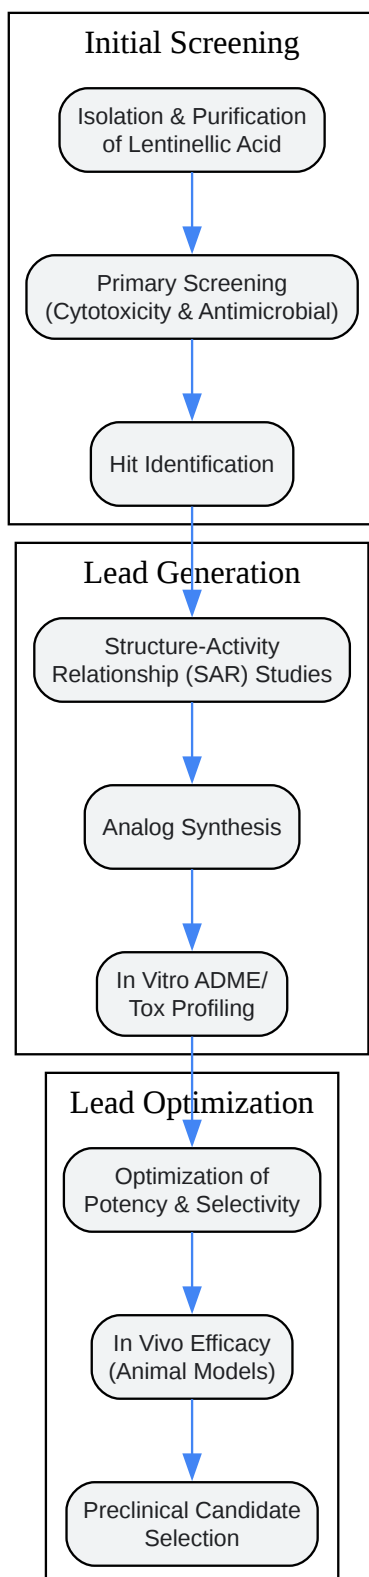 Initial Screening
Isolation & Purification
of Lentinellic Acid
Primary Screening
(Cytotoxicity & Antimicrobial)
Hit Identification
Lead Generation
Structure-Activity
Relationship (SAR) Studies
Analog Synthesis
In Vitro ADME/
Tox Profiling
Lead Optimization
Optimization of
Potency & Selectivity
In Vivo Efficacy
(Animal Models)
Preclinical Candidate
Selection